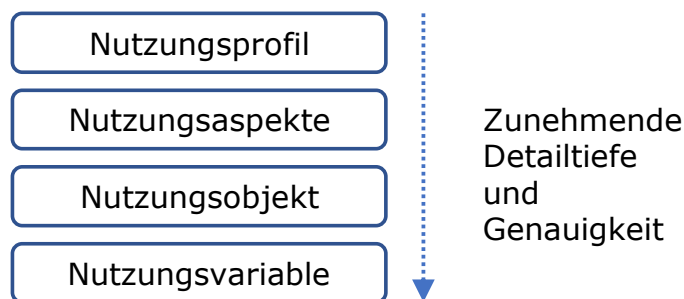 Nutzungsprofil
Nutzungsaspekte
Nutzungsobjekt
Nutzungsvariable
Zunehmende
Detailtiefe
und
Genauigkeit